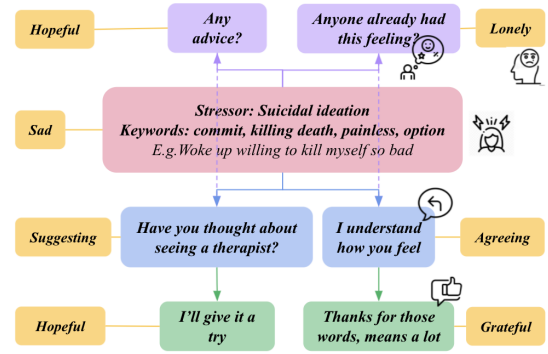 Hopeful
Any
advice?
Anyone already had
this feeling?
Lonely
Sad
Stressor: Suicidal ideation
Keywords: commit, killing death, painless, option
E.g.Woke up willing to kill myself so bad
Suggesting
Have you thought about
seeing a therapist?
I understand
how you feel
Agreeing
Hopeful
I'll give it a
try
Thanks for those
words, means a lot
Grateful